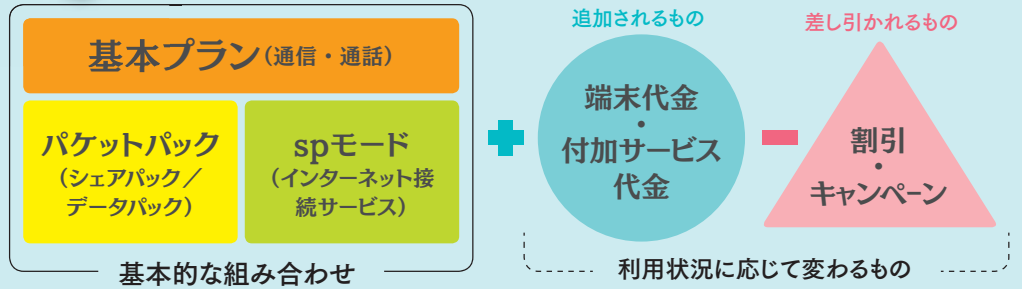 追加されるもの
差し引かれるもの
基本プラン(通信・通話)
パケットパック
(シェアパック／
データパック)
spモード
(インターネット接
続サービス)
端末代金
・
付加サービス
代金
割引
・
キャンペーン
基本的な組み合わせ
利用状況に応じて変わるもの